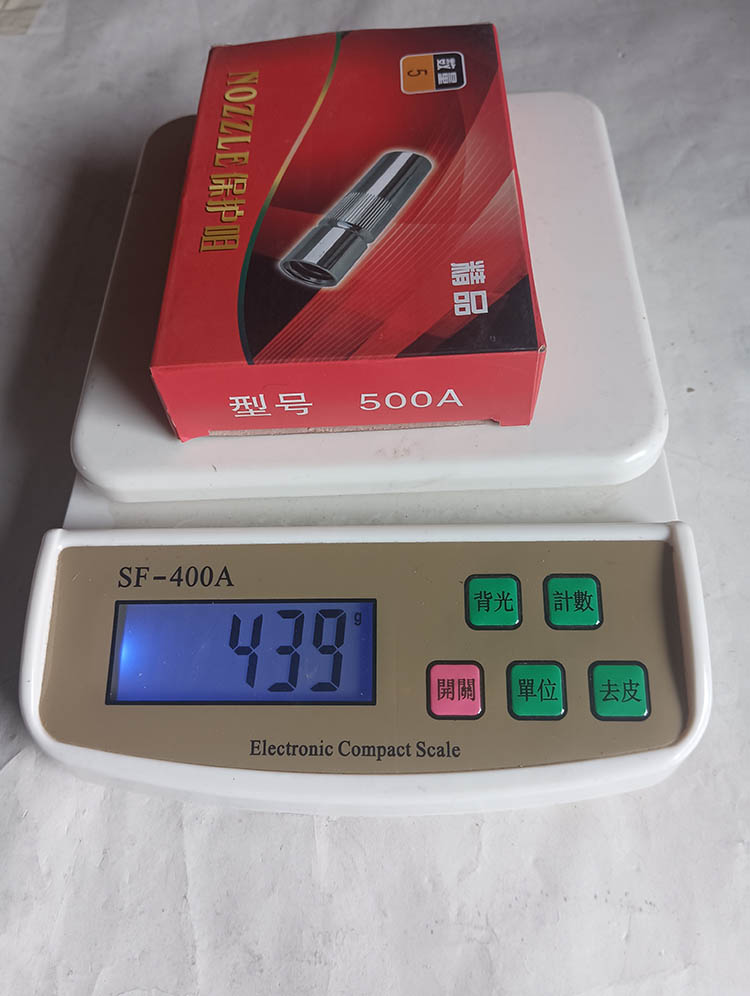 数量
5
NOZZLE 保护咀
精品
型号 500A
SF-400A
439 g
背光
計數
開關
單位
去皮
Electronic Compact Scale